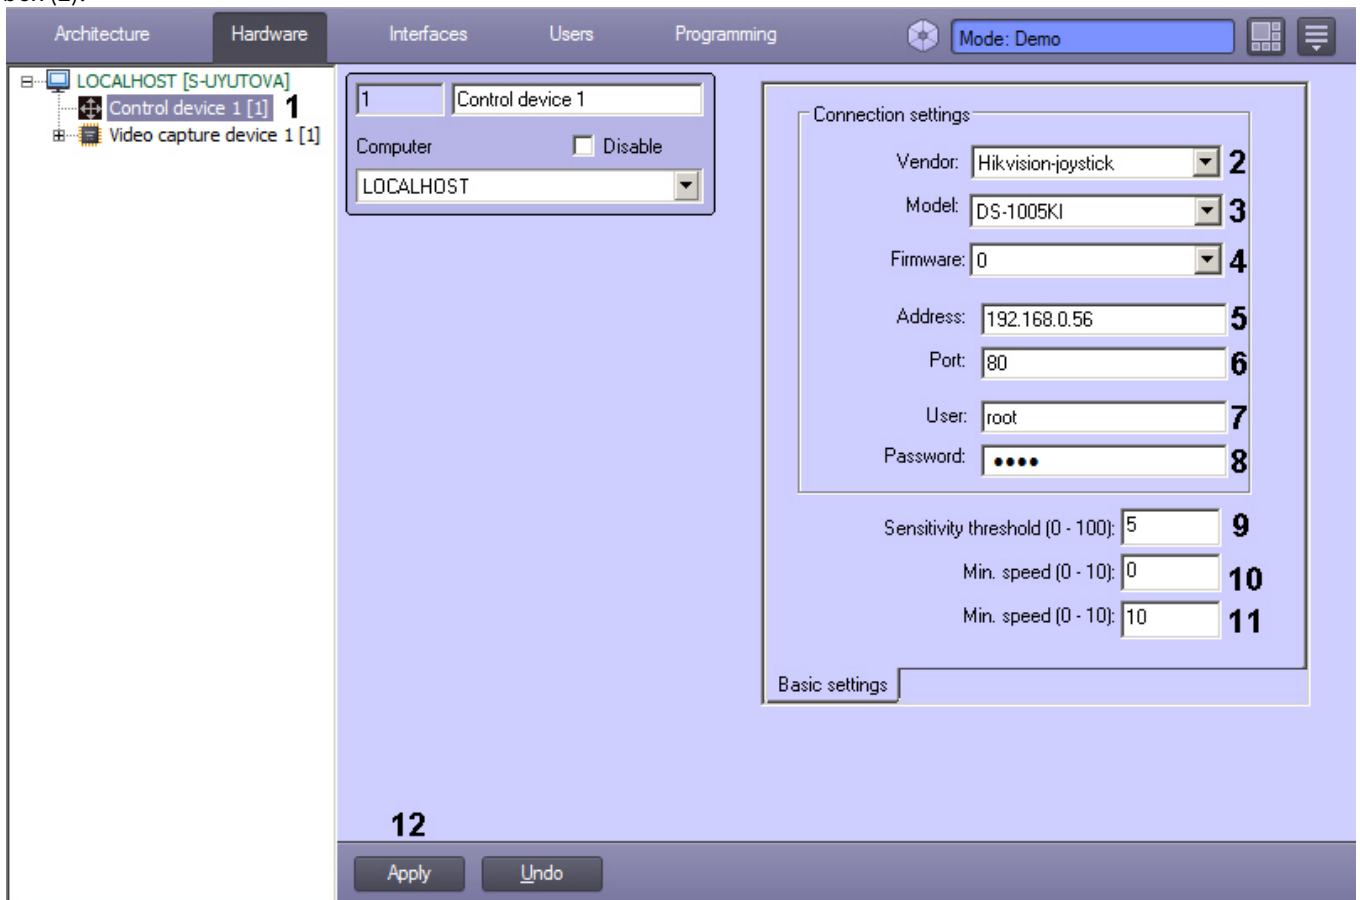 Architecture Hardware Interfaces Users Programming Mode: Demo
LOCALHOST [S-UYUTOVA]
Control device 1 [1] 1
Video capture device 1 [1]
1 Control device 1
Computer Disable
LOCALHOST
Connection settings
Vendor: Hikvision-joystick 2
Model: DS-1005KI 3
Firmware: 0 4
Address: 192.168.0.56 5
Port: 80 6
User: root 7
Password: •••• 8
Sensitivity threshold (0 - 100): 5 9
Min. speed (0 - 10): 0 10
Min. speed (0 - 10): 10 11
Basic settings
12
Apply Undo